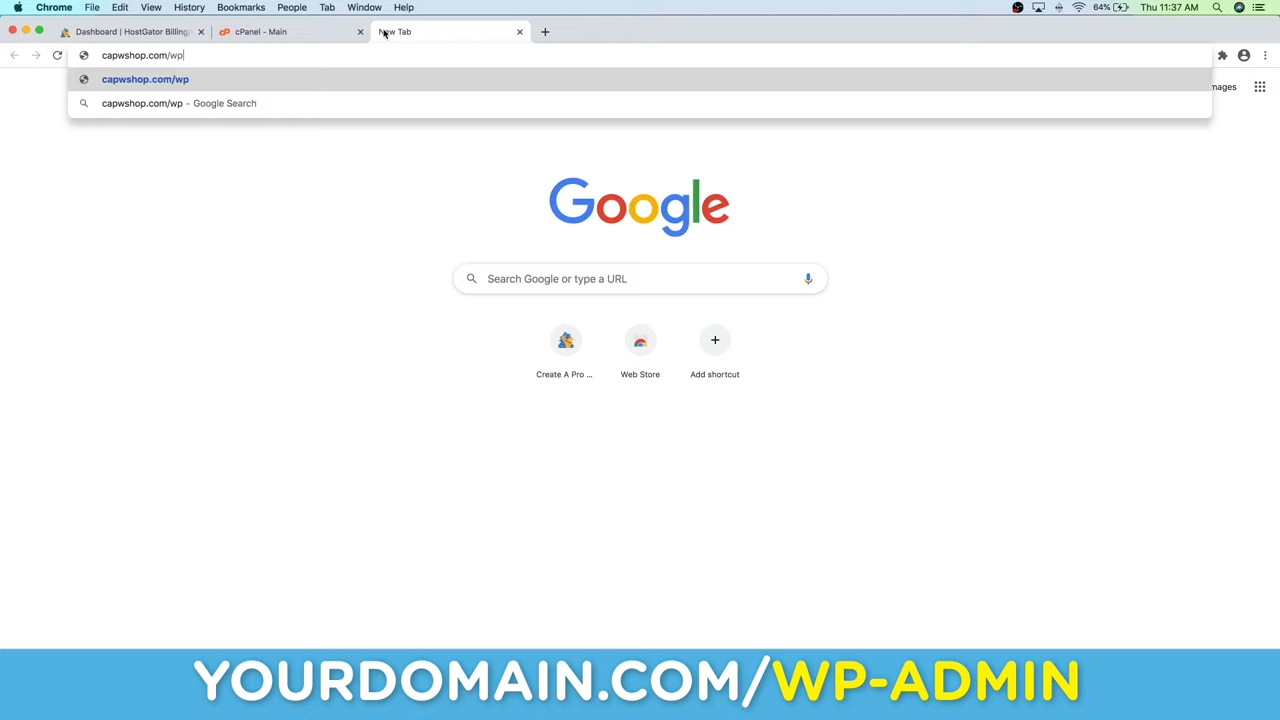 Chrome File Edit View History Bookmarks People Tab Window Help 64% Thu 11:37 AM
Dashboard | HostGator Billing/ cPanel - Main New Tab
capwshop.com/wp
capwshop.com/wp
capwshop.com/wp - Google Search
mages
Google
Search Google or type a URL
Create A Pro ... Web Store Add shortcut
YOURDOMAIN.COM/WP-ADMIN